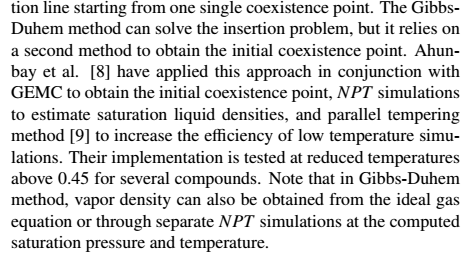 tion line starting from one single coexistence point. The Gibbs-
Duhem method can solve the insertion problem, but it relies on
a second method to obtain the initial coexistence point. Ahun-
bay et al. [8] have applied this approach in conjunction with
GEMC to obtain the initial coexistence point, NPT simulations
to estimate saturation liquid densities, and parallel tempering
method [9] to increase the efficiency of low temperature simu-
lations. Their implementation is tested at reduced temperatures
above 0.45 for several compounds. Note that in Gibbs-Duhem
method, vapor density can also be obtained from the ideal gas
equation or through separate NPT simulations at the computed
saturation pressure and temperature.